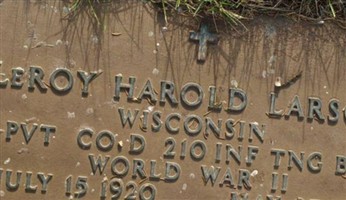 LEROY HAROLD LARS
WISCONSIN
PVT CO D 210 INF TNG B
WORLD WAR II
JULY 15 1920